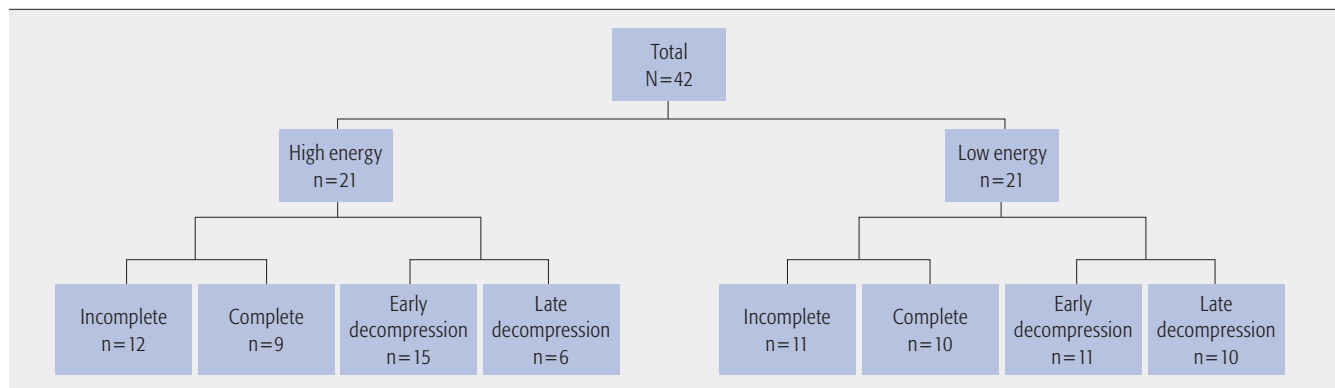 Total
N=42
High energy
n=21
Low energy
n=21
Incomplete
n=12
Complete
n=9
Early
decompression
n=15
Late
decompression
n=6
Incomplete
n=11
Complete
n=10
Early
decompression
n=11
Late
decompression
n=10